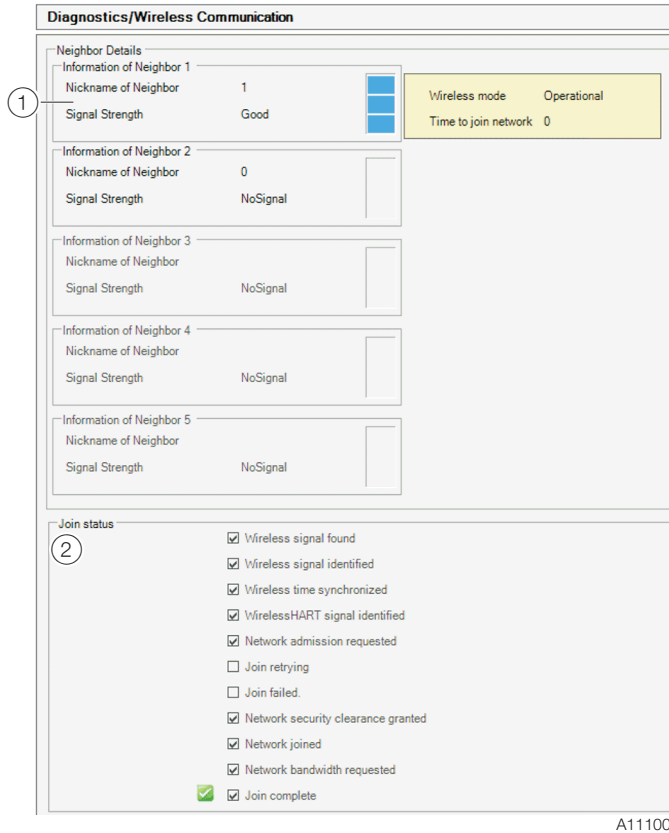 Diagnostics/Wireless Communication
Neighbor Details
Information of Neighbor 1
Nickname of Neighbor 1
Signal Strength Good
1
Wireless mode Operational
Time to join network 0
Information of Neighbor 2
Nickname of Neighbor 0
Signal Strength NoSignal
Information of Neighbor 3
Nickname of Neighbor
Signal Strength NoSignal
Information of Neighbor 4
Nickname of Neighbor
Signal Strength NoSignal
Information of Neighbor 5
Nickname of Neighbor
Signal Strength NoSignal
Join status
2
Wireless signal found
Wireless signal identified
Wireless time synchronized
WirelessHART signal identified
Network admission requested
Join retrying
Join failed.
Network security clearance granted
Network joined
Network bandwidth requested
Join complete
A11100